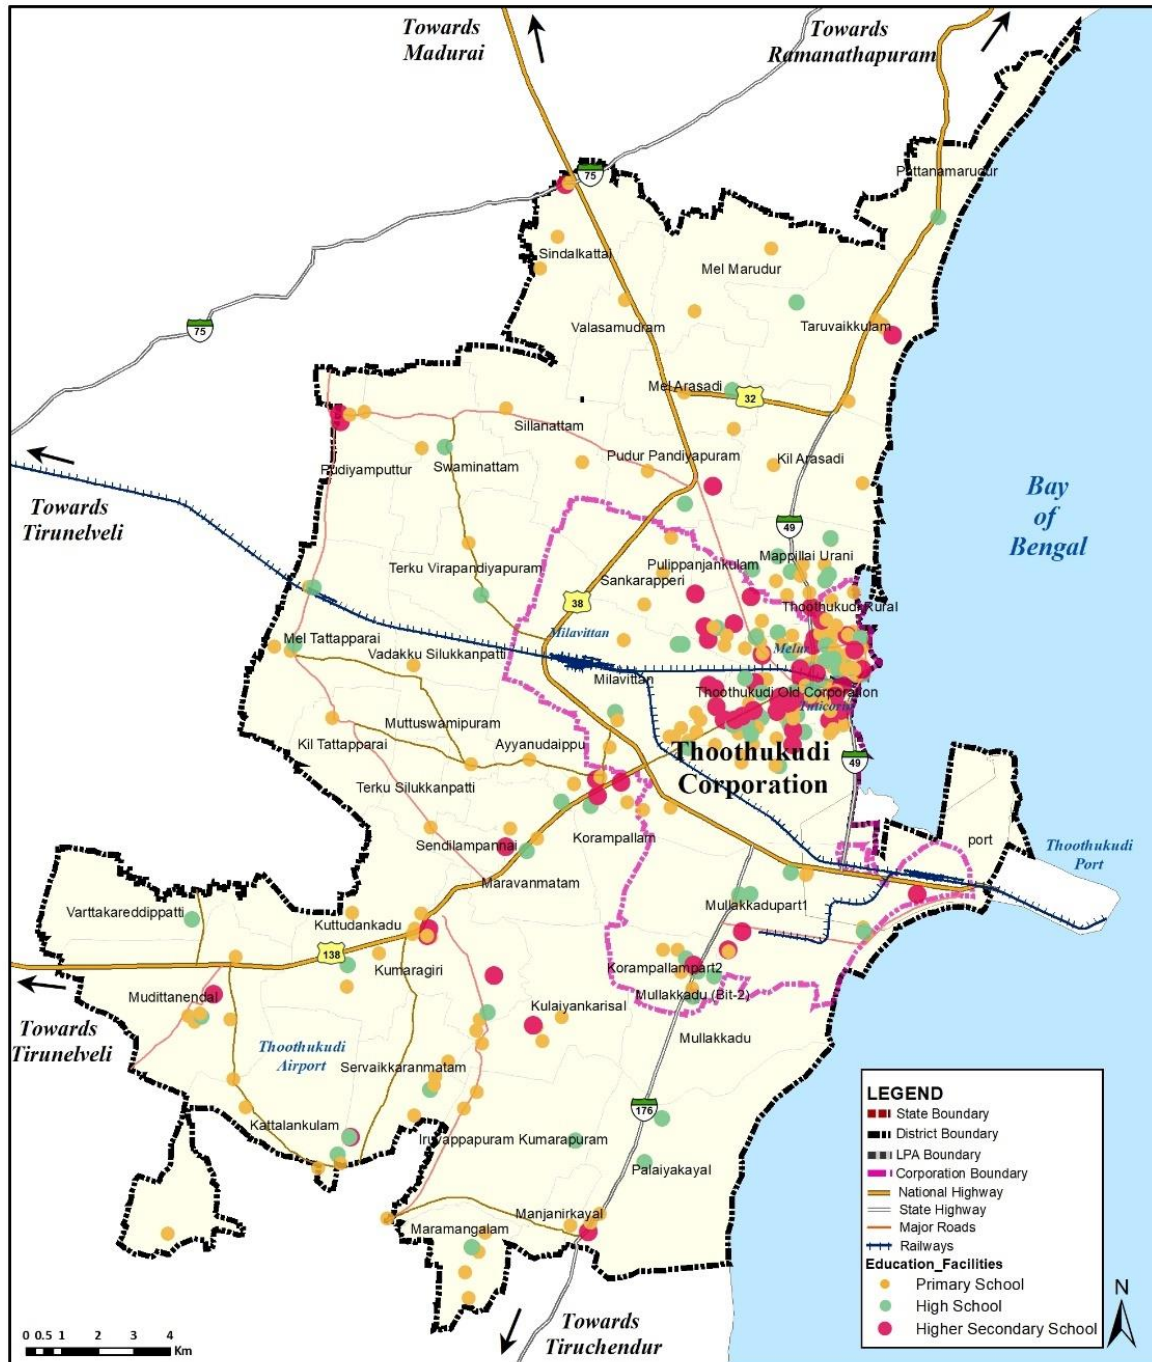 Towards
Madurai
Towards
Ramanathapuram
75
Pattanamarudur
Sindalkattai
Mel Marudur
75
Valasamudram
Taruvaikkulam
Mel Arasadi
32
Sillanattam
Pudiyamputtur
Swaminattam
Pudur Pandiyapuram
Kil Arasadi
Towards
Tirunelveli
Bay
of
Bengal
49
Mappillai Urani
Pulippanjankulam
Terku Virapandiyapuram
Sankarapperi
38
Thoothukudi Rural
Milavittan
Mel Tattapparai
Vadakku Silukkanpatti
Melur
Milavittan
Thoothukudi Old Corporation
Tuticorin
Muttuswamipuram
Kil Tattapparai
Ayyanudaippu
Thoothukudi
Corporation
49
Terku Silukkanpatti
Sendilampannai
Korampallam
port
Thoothukudi
Port
Maravanmatam
Varttakareddippatti
Mullakkadupart1
Kuttudankadu
138
Kumaragiri
Korampallampart2
Mudittanendal
Mullakkadu (Bit-2)
Kulaiyankarisal
Towards
Tirunelveli
Thoothukudi
Airport
Mullakkadu
Servaikkaranmatam
176
Kattalankulam
Iruvappapuram
Kumarapuram
Palaiyakayal
Manjanirkayal
Maramangalam
Towards
Tiruchendur
LEGEND
State Boundary
District Boundary
LPA Boundary
Corporation Boundary
National Highway
State Highway
Major Roads
Railways
Education_Facilities
Primary School
High School
Higher Secondary School
N
0 0.5 1 2 3 4
Km